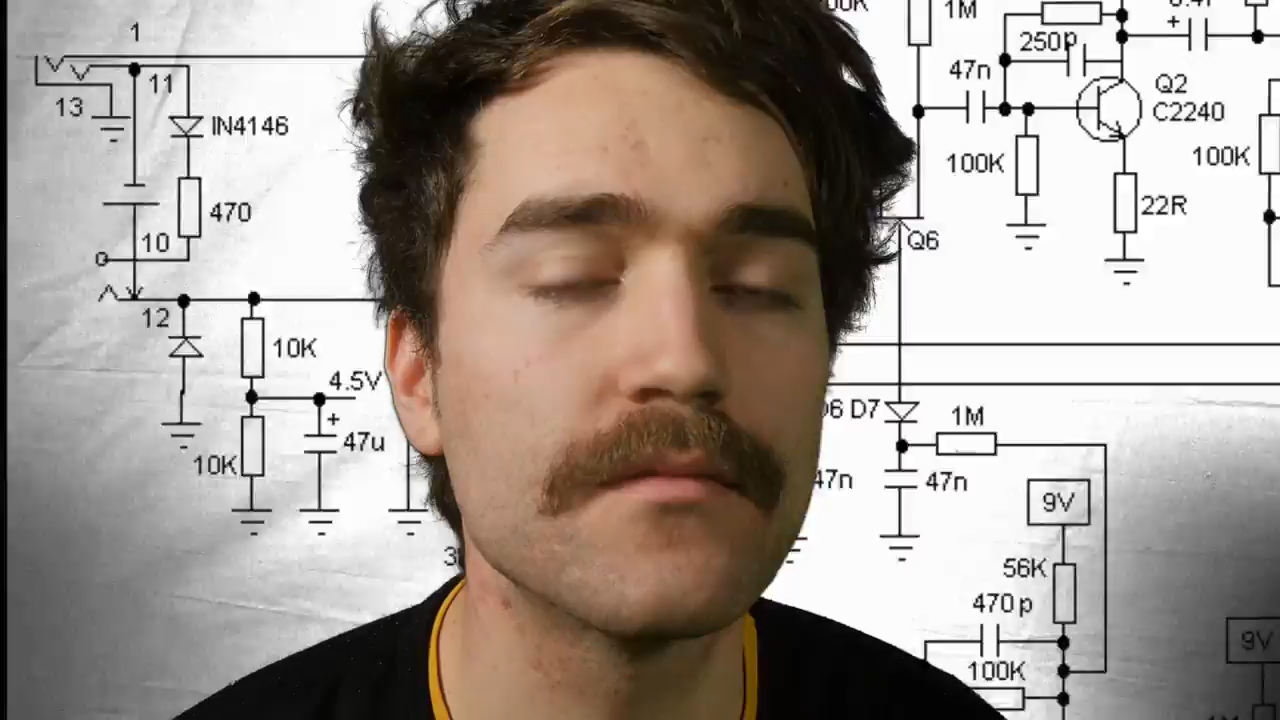 1
11
13
IN4146
470
10
12
10K
4.5V
+
47u
10K
1M
250p
47n
+
Q2
C2240
100K
100K
22R
Q6
D7
1M
47n
47n
9V
56K
470p
100K
9V